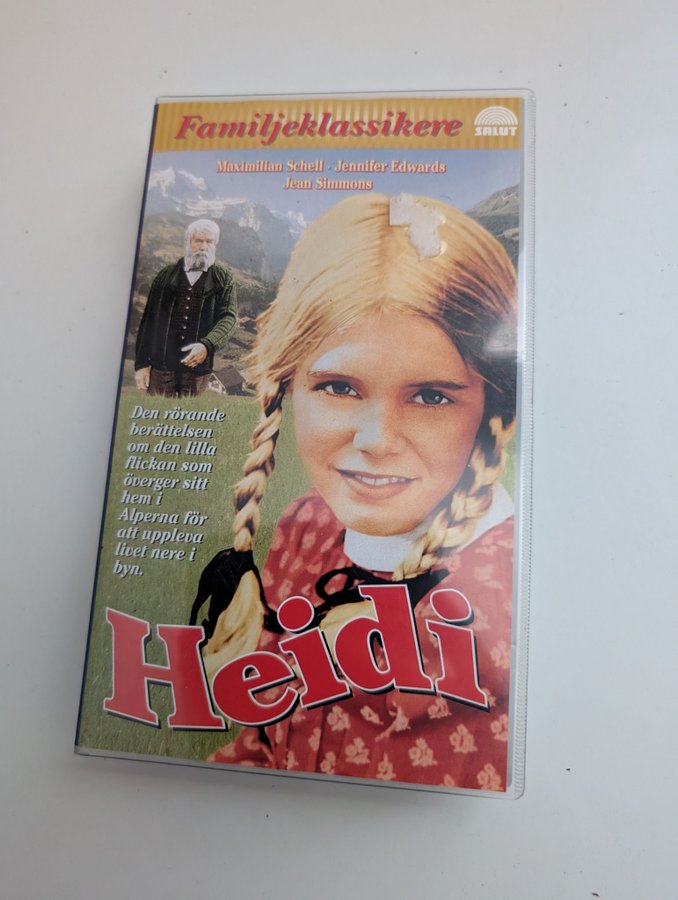 Familjeklassikere
SALUT
Maximilian Schell · Jennifer Edwards
Jean Simmons
Den rörande
berättelsen
om den lilla
flickan som
överger sitt
hem i
Alperna för
att uppleva
livet nere i
byn.
Heidi